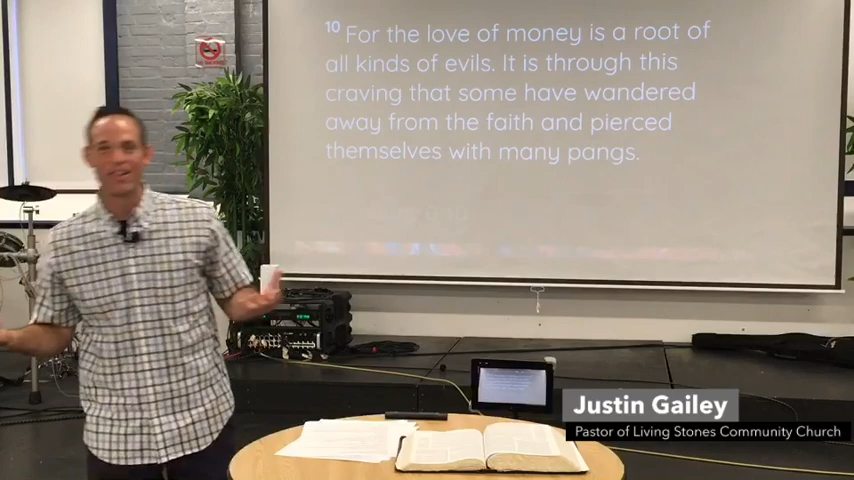 10 For the love of money is a root of
all kinds of evils. It is through this
craving that some have wandered
away from the faith and pierced
themselves with many pangs.
Justin Gailey
Pastor of Living Stones Community Church